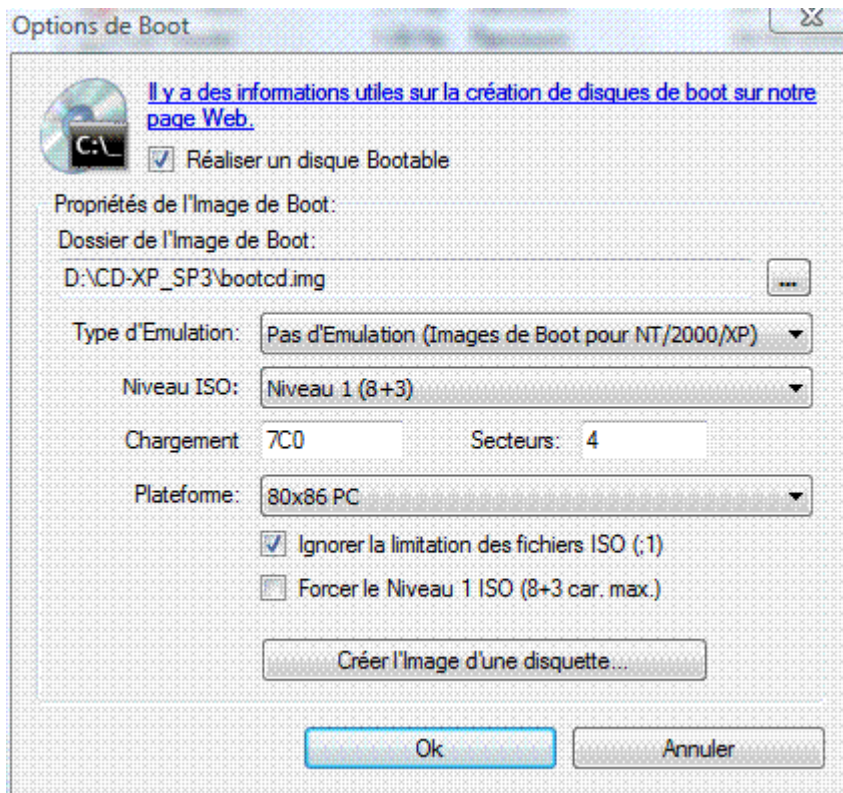 Options de Boot
Il y a des informations utiles sur la création de disques de boot sur notre
page Web.
C:\_
Réaliser un disque Bootable
Propriétés de l'Image de Boot:
Dossier de l'Image de Boot:
D:\CD-XP_SP3\bootcd.img
...
Type d'Emulation: Pas d'Emulation (Images de Boot pour NT/2000/XP)
Niveau ISO: Niveau 1 (8+3)
Chargement 7C0 Secteurs: 4
Plateforme: 80x86 PC
Ignorer la limitation des fichiers ISO (;1)
Forcer le Niveau 1 ISO (8+3 car. max.)
Créer l'Image d'une disquette...
Ok Annuler